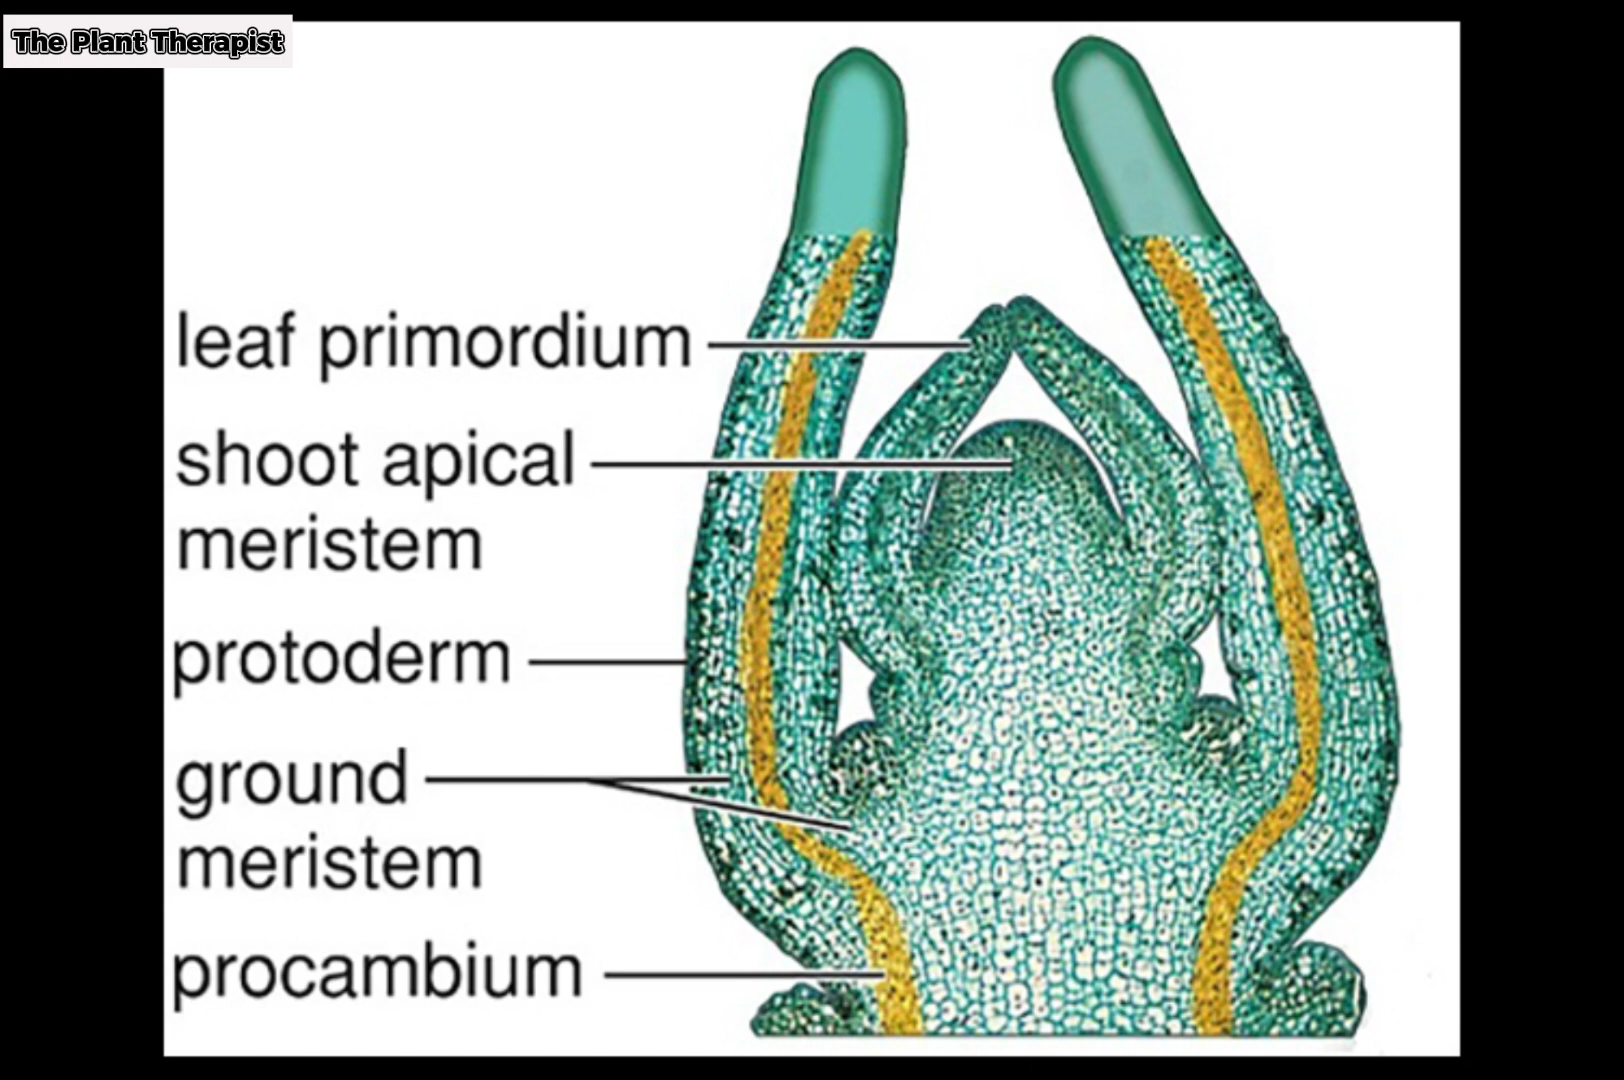 The Plant Therapist
leaf primordium
shoot apical
meristem
protoderm
ground
meristem
procambium